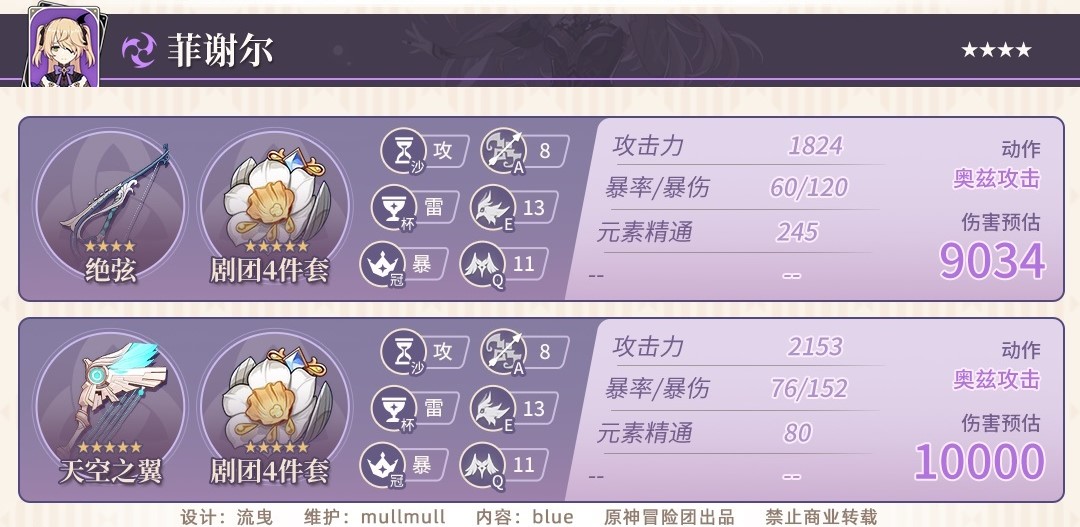 菲谢尔
★★★★
绝弦
剧团4件套
沙 攻
A 8
杯 雷
E 13
冠 暴
Q 11
攻击力 1824
暴率/暴伤 60/120
元素精通 245
-- --
动作
奥兹攻击
伤害预估
9034
天空之翼
剧团4件套
沙 攻
A 8
杯 雷
E 13
冠 暴
Q 11
攻击力 2153
暴率/暴伤 76/152
元素精通 80
-- --
动作
奥兹攻击
伤害预估
10000
设计：流曳 维护：mullmull 内容：blue 原神冒险团出品 禁止商业转载